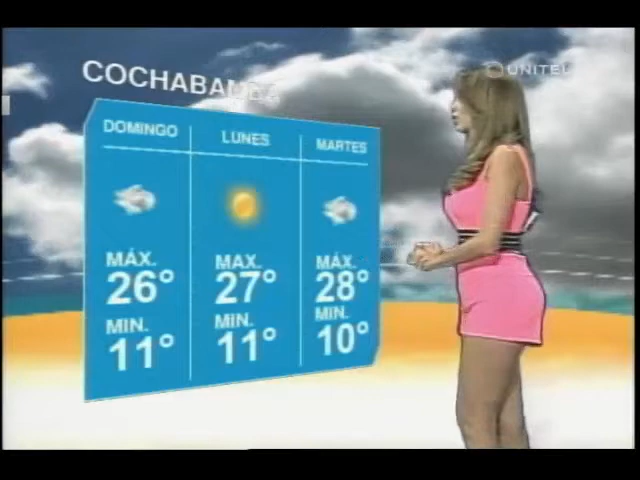 UNITEL
COCHABAMBA
DOMINGO
LUNES
MARTES
MÁX.
26°
MAX.
27°
MÁX.
28°
MIN.
11°
MIN.
11°
MIN.
10°